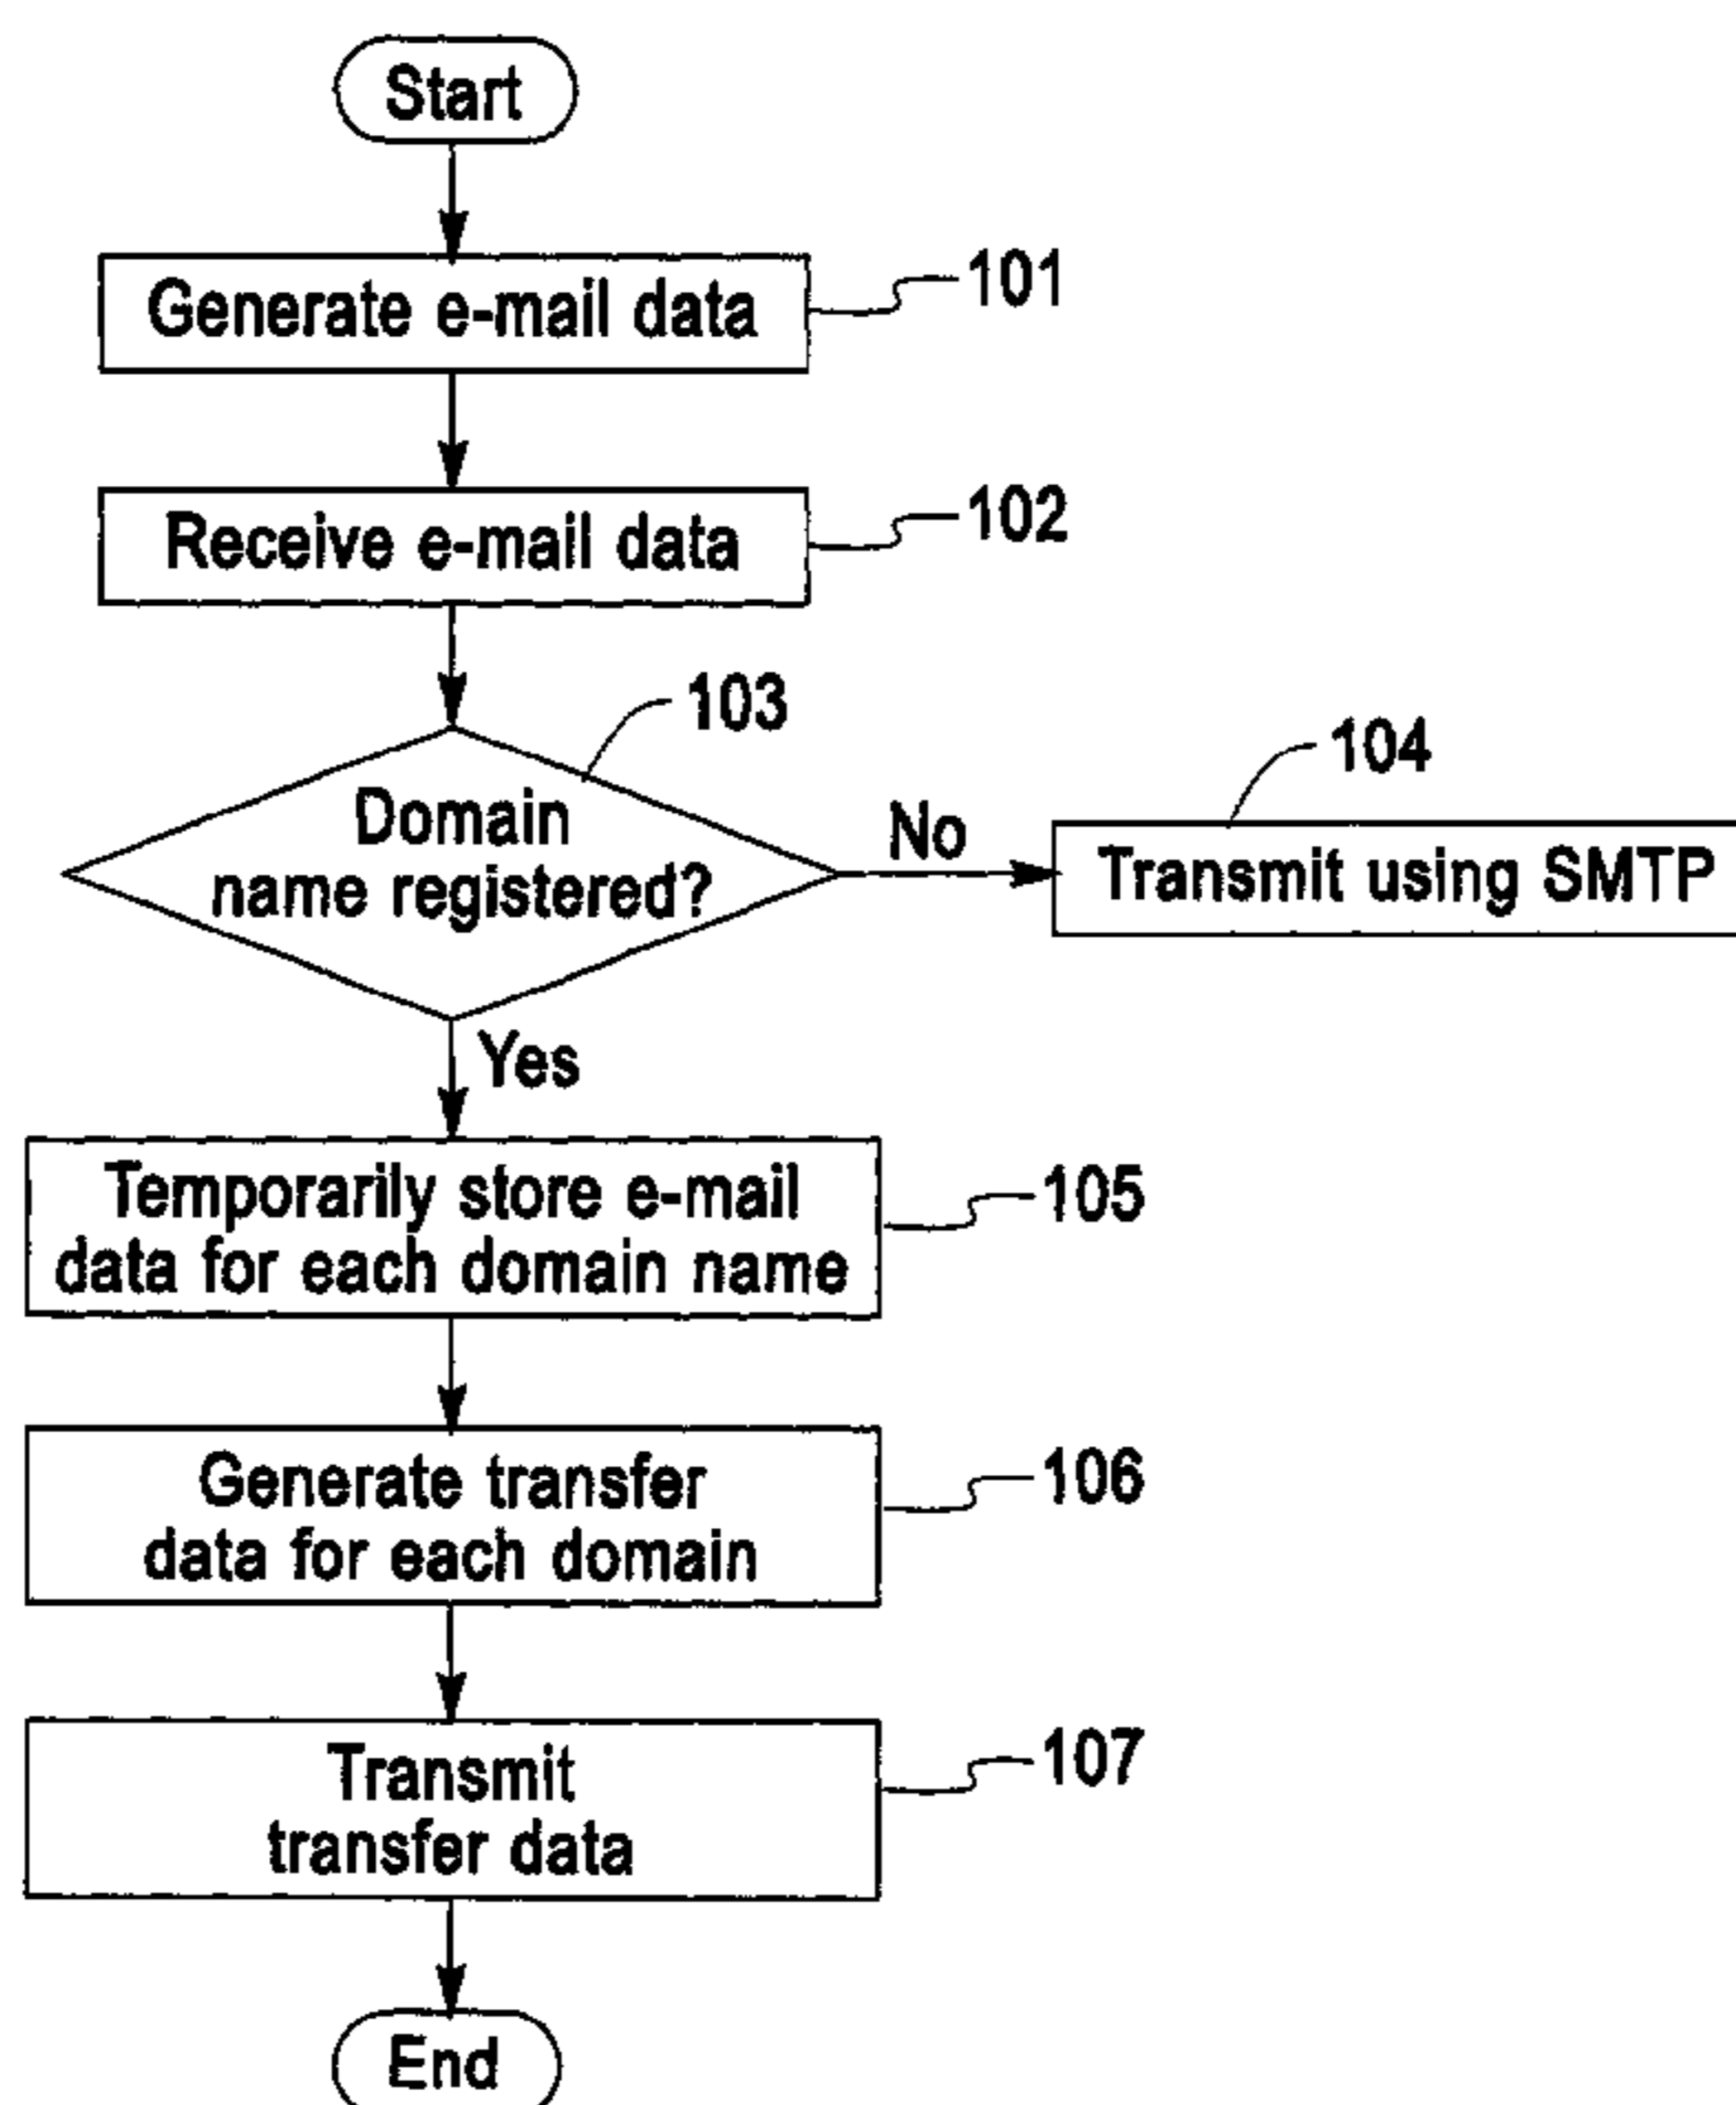 Start
Generate e-mail data
101
Receive e-mail data
102
103
Domain
name registered?
No
104
Transmit using SMTP
Yes
Temporarily store e-mail
data for each domain name
105
Generate transfer
data for each domain
106
Transmit
transfer data
107
End